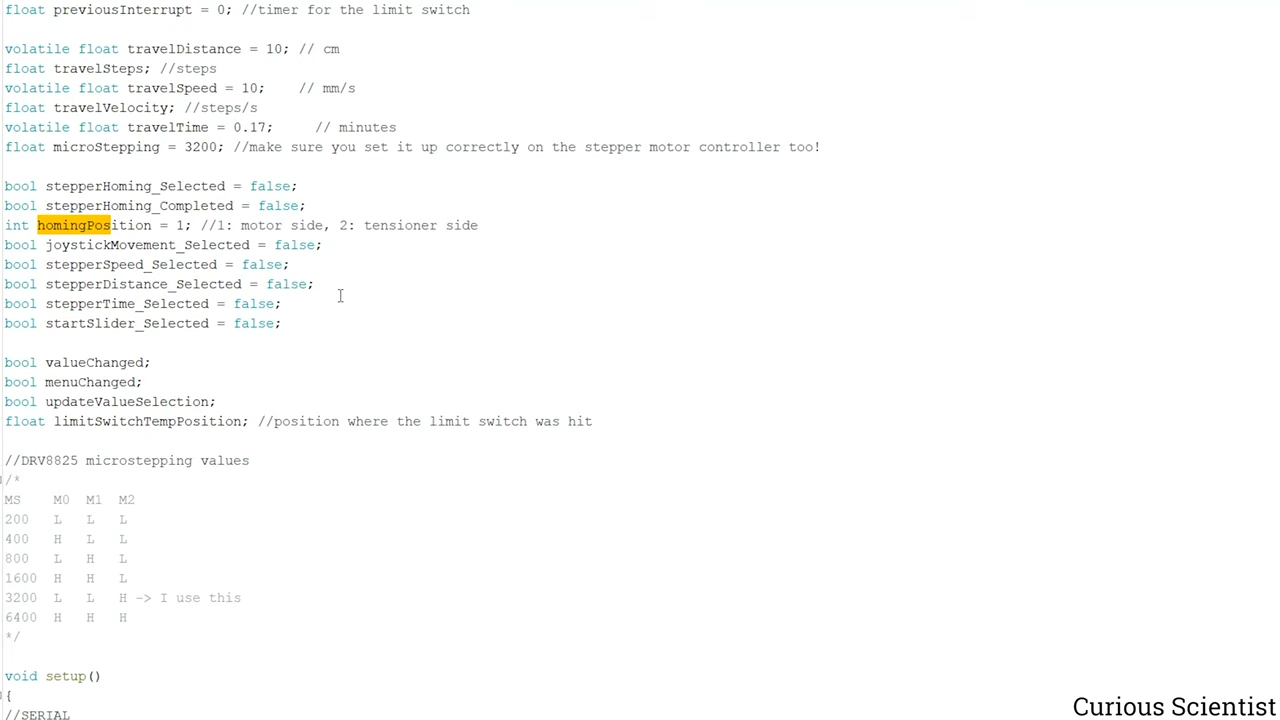 float previousInterrupt = 0; //timer for the limit switch
volatile float travelDistance = 10; // cm
float travelSteps; //steps
volatile float travelSpeed = 10; // mm/s
float travelVelocity; //steps/s
volatile float travelTime = 0.17; // minutes
float microStepping = 3200; //make sure you set it up correctly on the stepper motor controller too!
bool stepperHoming_Selected = false;
bool stepperHoming_Completed = false;
int homingPosition = 1; //1: motor side, 2: tensioner side
bool joystickMovement_Selected = false;
bool stepperSpeed_Selected = false;
bool stepperDistance_Selected = false;
bool stepperTime_Selected = false;
bool startSlider_Selected = false;
bool valueChanged;
bool menuChanged;
bool updateValueSelection;
float limitSwitchTempPosition; //position where the limit switch was hit
//DRV8825 microstepping values
/*
MS M0 M1 M2
200 L L L
400 H L L
800 L H L
1600 H H L
3200 L L H -> I use this
6400 H H H
*/
void setup()
{
//SERIAL
Curious Scientist